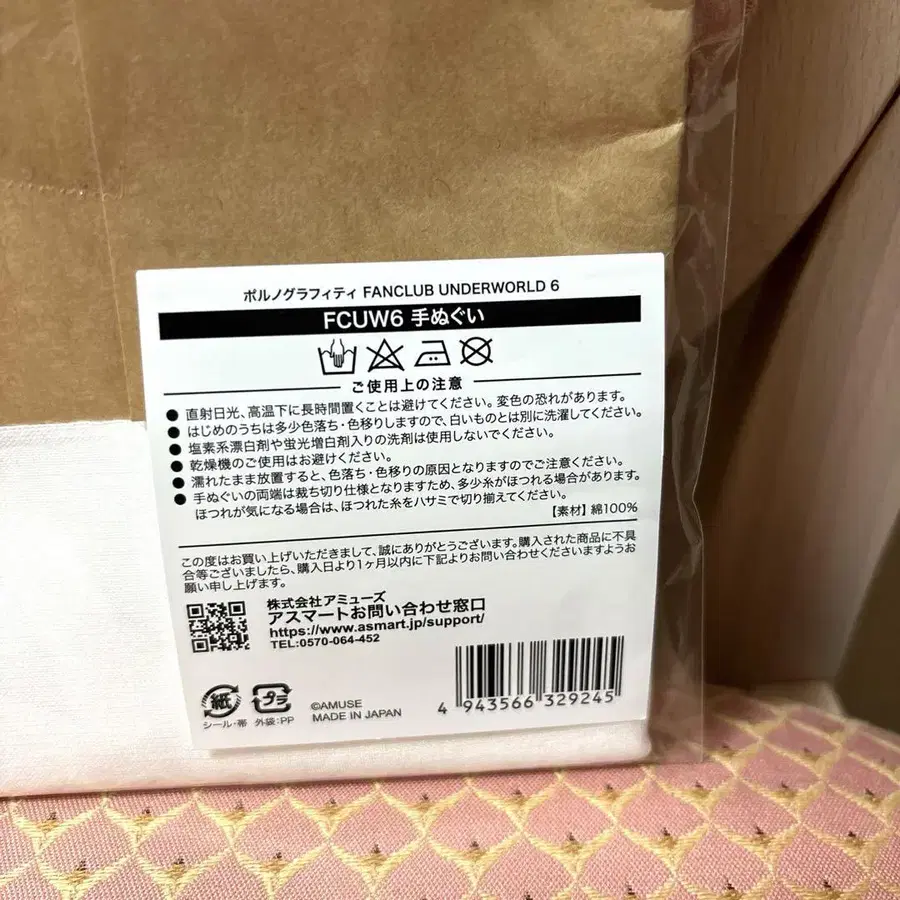 ポルノグラフィティ FANCLUB UNDERWORLD 6
FCUW6 手ぬぐい
ご使用上の注意
● 直射日光、高温下に長時間置くことは避けてください。変色の恐れがあります。
● はじめのうちは多少色落ち・色移りしますので、白いものとは別に洗濯してください。
● 塩素系漂白剤や蛍光増白剤入りの洗剤は使用しないでください。
● 乾燥機のご使用はお避けください。
● 濡れたまま放置すると、色落ち・色移りの原因となりますのでご注意ください。
● 手ぬぐいの両端は裁ち切り仕様となりますため、多少糸がほつれる場合があります。
ほつれが気になる場合は、ほつれた糸をハサミで切り揃えてください。
【素材】綿100%
この度はお買い上げいただきまして、誠にありがとうございます。購入された商品に不具
合等ございましたら、購入日より1ヶ月以内に下記よりお問い合わせくださいますようお
願い申し上げます。
株式会社アミューズ
アスマートお問い合わせ窓口
https://www.asmart.jp/support/
TEL:0570-064-452
紙
シール・帯
プラ
外袋:PP
©AMUSE
MADE IN JAPAN
4 943566 329245